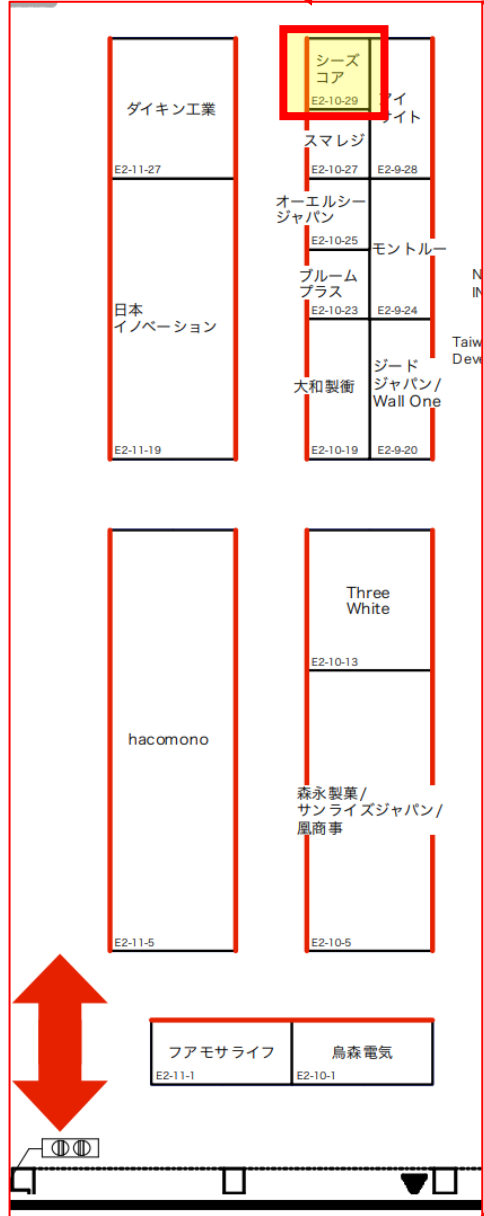 ダイキン工業
E2-11-27
シーズ
コア
E2-10-29
アイ
サイト
スマレジ
E2-10-27
E2-9-28
オーエルシー
ジャパン
E2-10-25
モントルー
ブルーム
プラス
E2-10-23
E2-9-24
日本
イノベーション
E2-11-19
大和製衡
E2-10-19
ジード
ジャパン/
Wall One
E2-9-20
N
IN
Taiw
Deve
Three
White
E2-10-13
hacomono
E2-11-5
森永製菓/
サンライズジャパン/
凰商事
E2-10-5
フアモサライフ
E2-11-1
烏森電気
E2-10-1